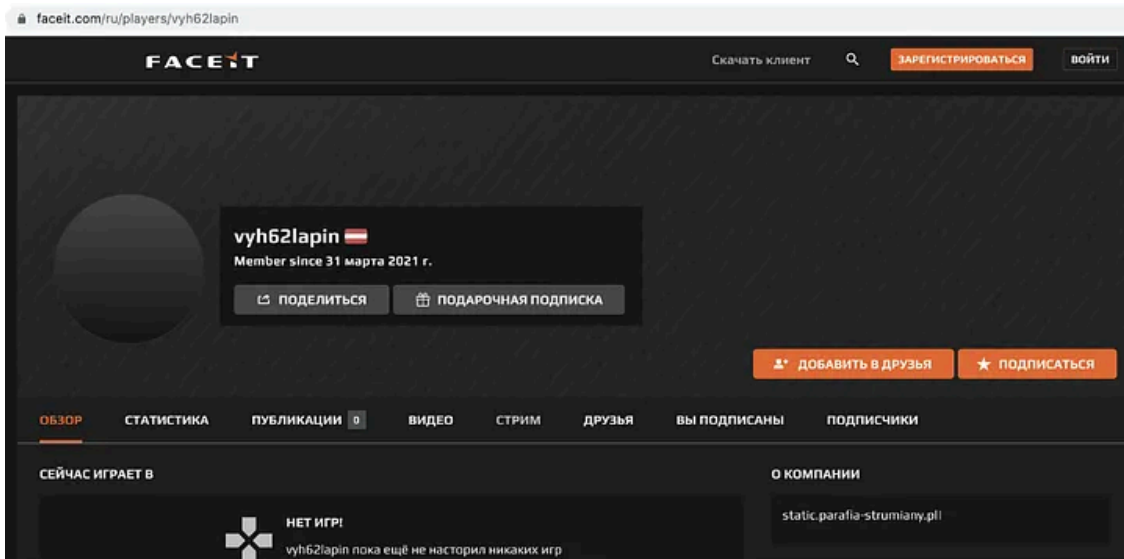 faceit.com/ru/players/vyh62lapin
FACEIT
Скачать клиент
ЗАРЕГИСТРИРОВАТЬСЯ
ВОЙТИ
vyh62lapin
Member since 31 марта 2021 г.
ПОДЕЛИТЬСЯ
ПОДАРОЧНАЯ ПОДПИСКА
ДОБАВИТЬ В ДРУЗЬЯ
ПОДПИСАТЬСЯ
ОБЗОР СТАТИСТИКА ПУБЛИКАЦИИ 0 ВИДЕО СТРИМ ДРУЗЬЯ ВЫ ПОДПИСАНЫ ПОДПИСЧИКИ
СЕЙЧАС ИГРАЕТ В
О КОМПАНИИ
static.parafia-strumiany.pll
НЕТ ИГР!
vyh62lapin пока ещё не насторил никаких игр